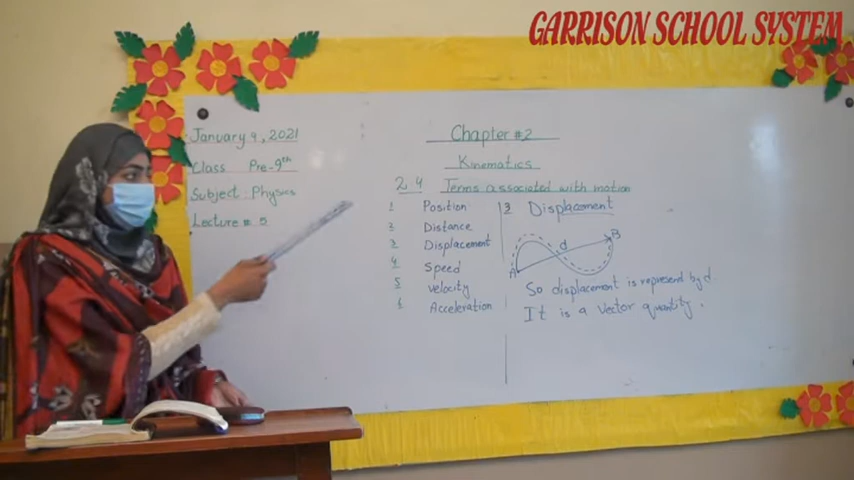 GARRISON SCHOOL SYSTEM
January 9, 2021
Class Pre-9th
Subject: Physics
Lecture # 5
Chapter #2
Kinematics
2.4 Terms associated with motion
1 Position
3 Distance
3 Displacement
4 Speed
5 velocity
6 Acceleration
3 Displacement
A d B
So displacement is represent by d.
It is a vector quantity.